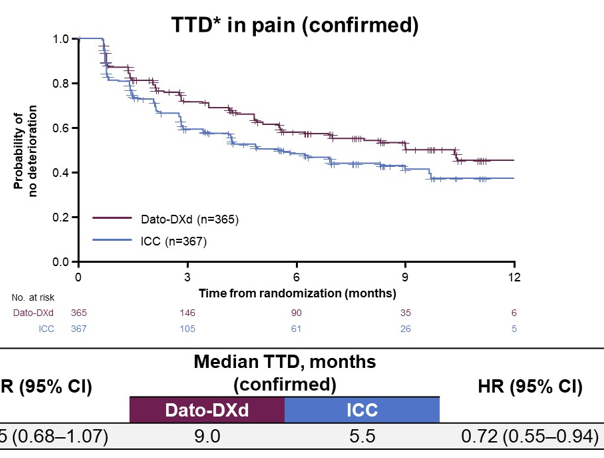 TTD* in pain (confirmed)
Probability of
no deterioration
1.0
0.8
0.6
0.4
0.2
0.0
Dato-DXd (n=365)
ICC (n=367)
0 3 6 9 12
Time from randomization (months)
No. at risk
Dato-DXd 365 146 90 35 6
ICC 367 105 61 26 5
Median TTD, months
(confirmed)
R (95% CI) HR (95% CI)
Dato-DXd ICC
5 (0.68–1.07) 9.0 5.5 0.72 (0.55–0.94)